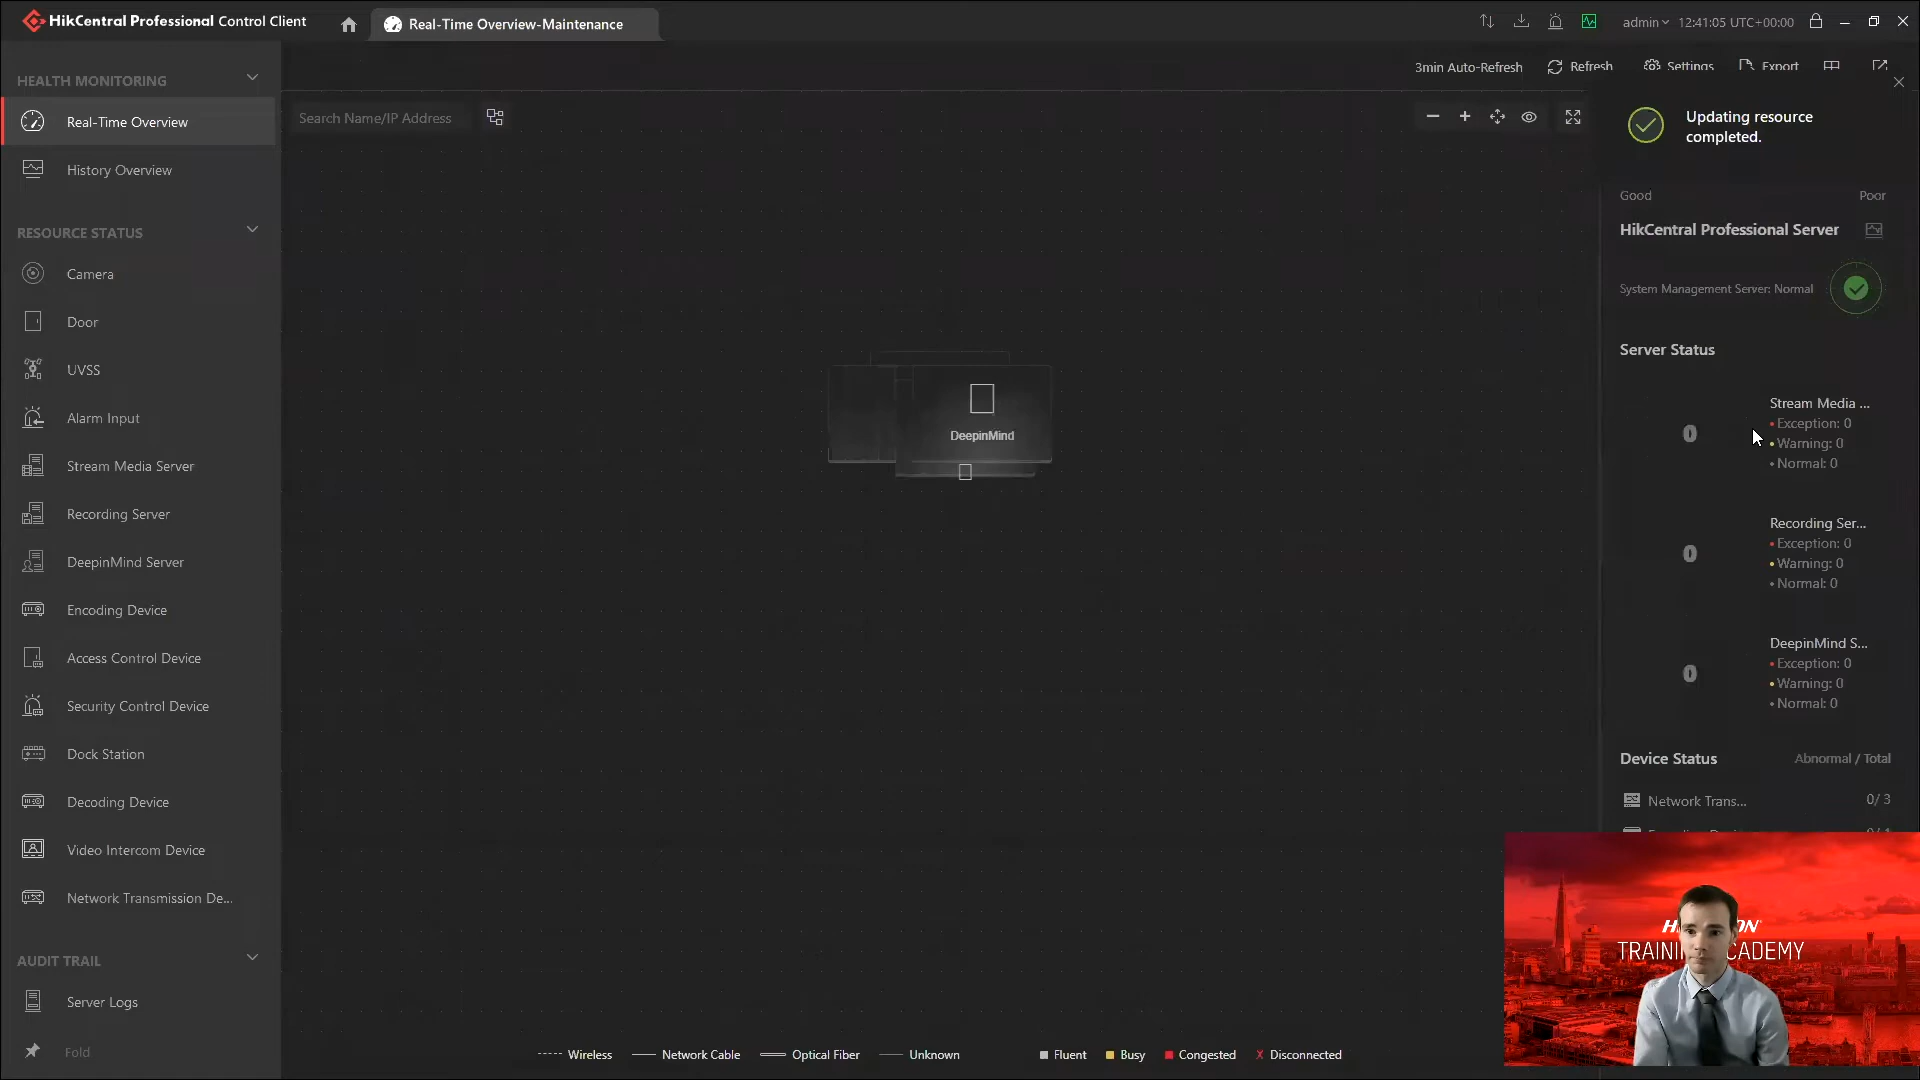 HikCentral Professional Control Client
Real-Time Overview-Maintenance
admin
12:41:05 UTC+00:00
HEALTH MONITORING
Real-Time Overview
History Overview
RESOURCE STATUS
Camera
Door
UVSS
Alarm Input
Stream Media Server
Recording Server
DeepinMind Server
Encoding Device
Access Control Device
Security Control Device
Dock Station
Decoding Device
Video Intercom Device
Network Transmission De...
AUDIT TRAIL
Server Logs
Fold
3min Auto-Refresh
Refresh
Settings
Export
Search Name/IP Address
DeepinMind
Wireless
Network Cable
Optical Fiber
Unknown
Fluent
Busy
Congested
Disconnected
Updating resource
completed.
Good
Poor
HikCentral Professional Server
System Management Server: Normal
Server Status
0
Stream Media ...
Exception: 0
Warning: 0
Normal: 0
0
Recording Ser...
Exception: 0
Warning: 0
Normal: 0
0
DeepinMind S...
Exception: 0
Warning: 0
Normal: 0
Device Status
Abnormal / Total
Network Trans...
0/ 3